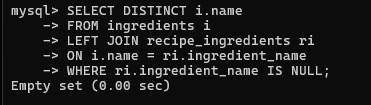 mysql> SELECT DISTINCT i.name
    -> FROM ingredients i
    -> LEFT JOIN recipe_ingredients ri
    -> ON i.name = ri.ingredient_name
    -> WHERE ri.ingredient_name IS NULL;
Empty set (0.00 sec)